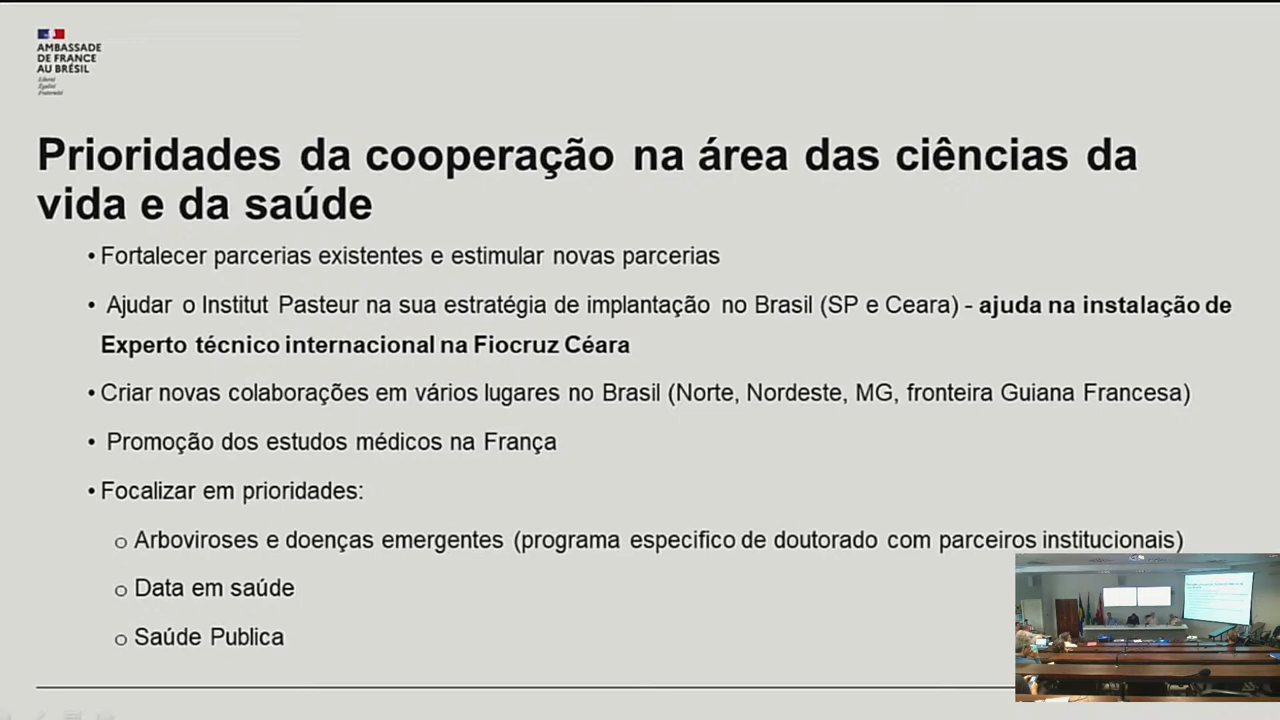 AMBASSADE
DE FRANCE
AU BRÉSIL
Liberté
Égalité
Fraternité
Prioridades da cooperação na área das ciências da
vida e da saúde
• Fortalecer parcerias existentes e estimular novas parcerias
• Ajudar o Institut Pasteur na sua estratégia de implantação no Brasil (SP e Ceara) - ajuda na instalação de
Experto técnico internacional na Fiocruz Céara
• Criar novas colaborações em vários lugares no Brasil (Norte, Nordeste, MG, fronteira Guiana Francesa)
• Promoção dos estudos médicos na França
• Focalizar em prioridades:
o Arboviroses e doenças emergentes (programa especifico de doutorado com parceiros institucionais)
o Data em saúde
o Saúde Publica